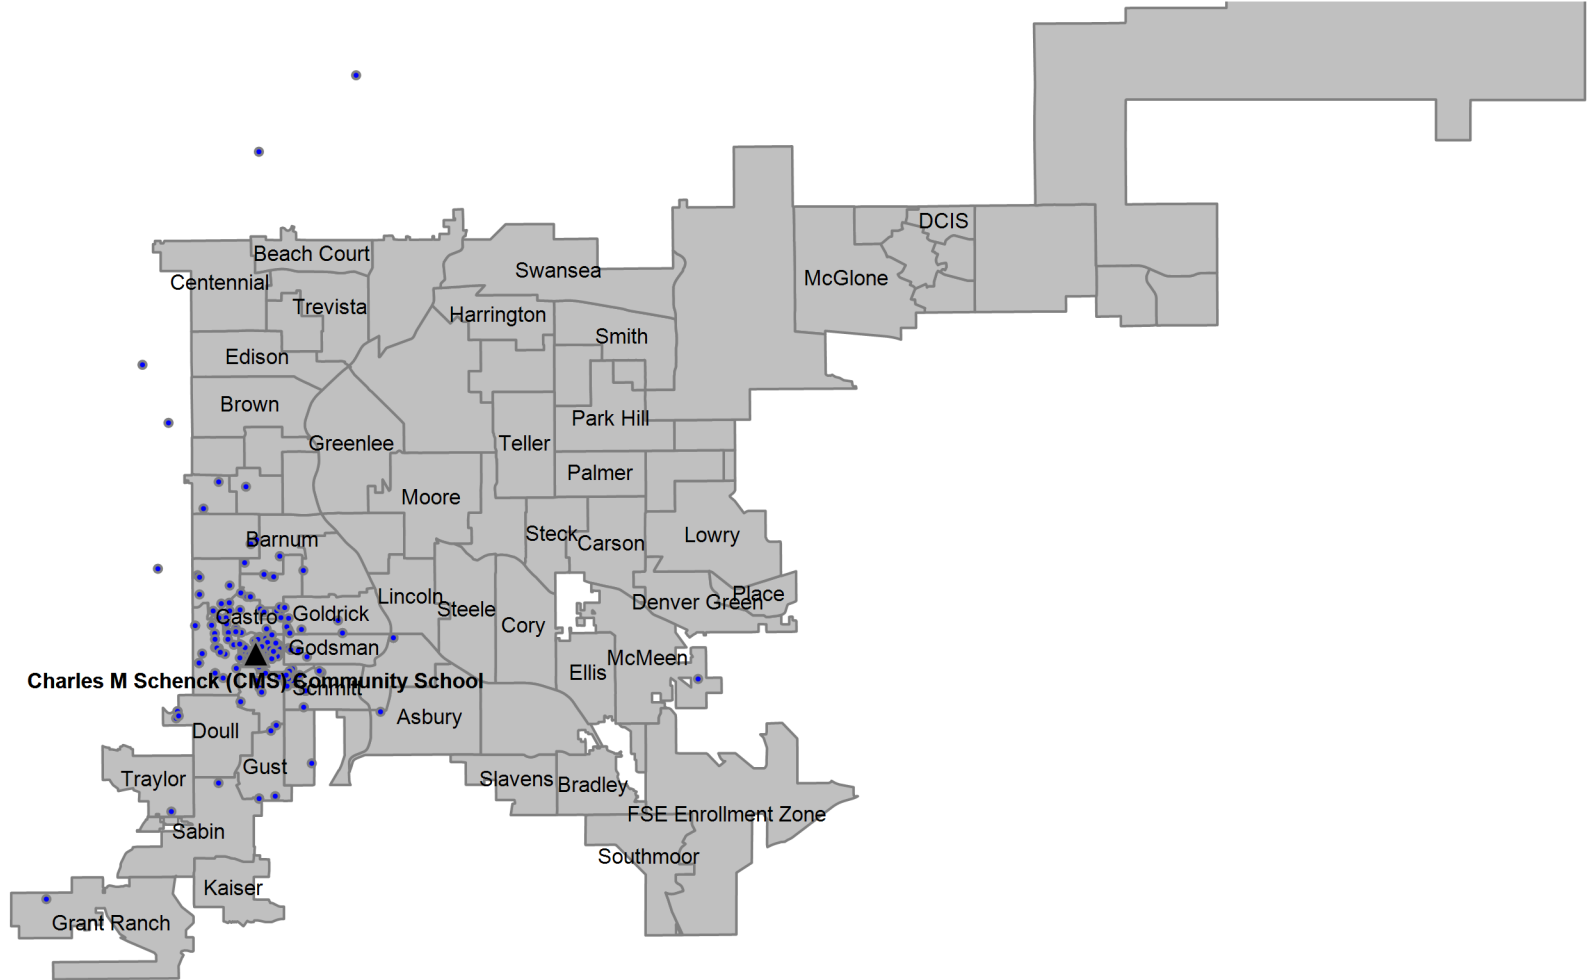 DCIS
Beach Court
Swansea
Centennial
McGlone
Trevista
Harrington
Smith
Edison
Brown
Park Hill
Greenlee
Teller
Palmer
Moore
Steck
Lowry
Barnum
Carson
Place
Lincoln
Denver Green
Steele
Goldrick
Castro
Cory
Godsman
McMeen
Ellis
Charles M Schenck (CMS) Community School
Schmitt
Asbury
Doull
Gust
Traylor
Slavens
Bradley
FSE Enrollment Zone
Sabin
Southmoor
Kaiser
Grant Ranch